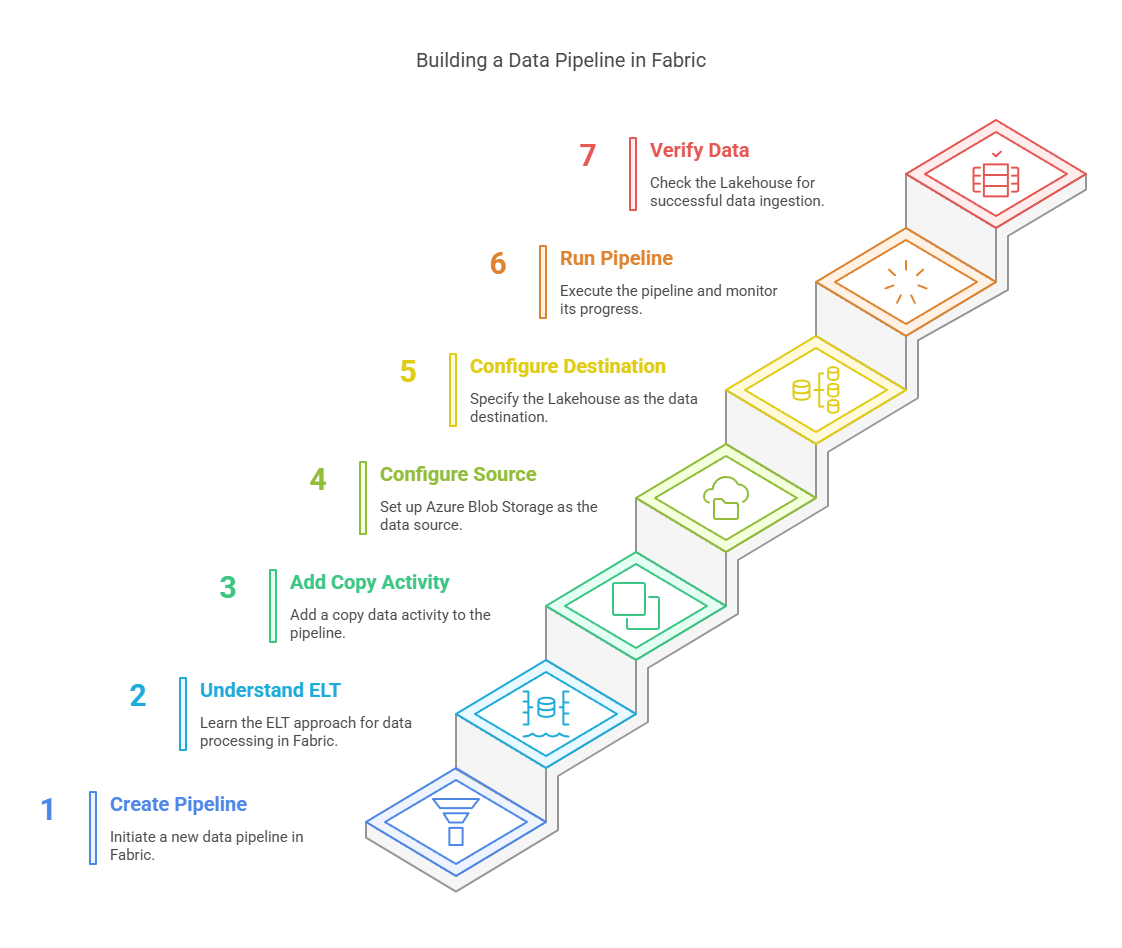 Building a Data Pipeline in Fabric
7
Verify Data
Check the Lakehouse for
successful data ingestion.
6
Run Pipeline
Execute the pipeline and monitor
its progress.
5
Configure Destination
Specify the Lakehouse as the data
destination.
4
Configure Source
Set up Azure Blob Storage as the
data source.
3
Add Copy Activity
Add a copy data activity to the
pipeline.
2
Understand ELT
Learn the ELT approach for data
processing in Fabric.
1
Create Pipeline
Initiate a new data pipeline in
Fabric.